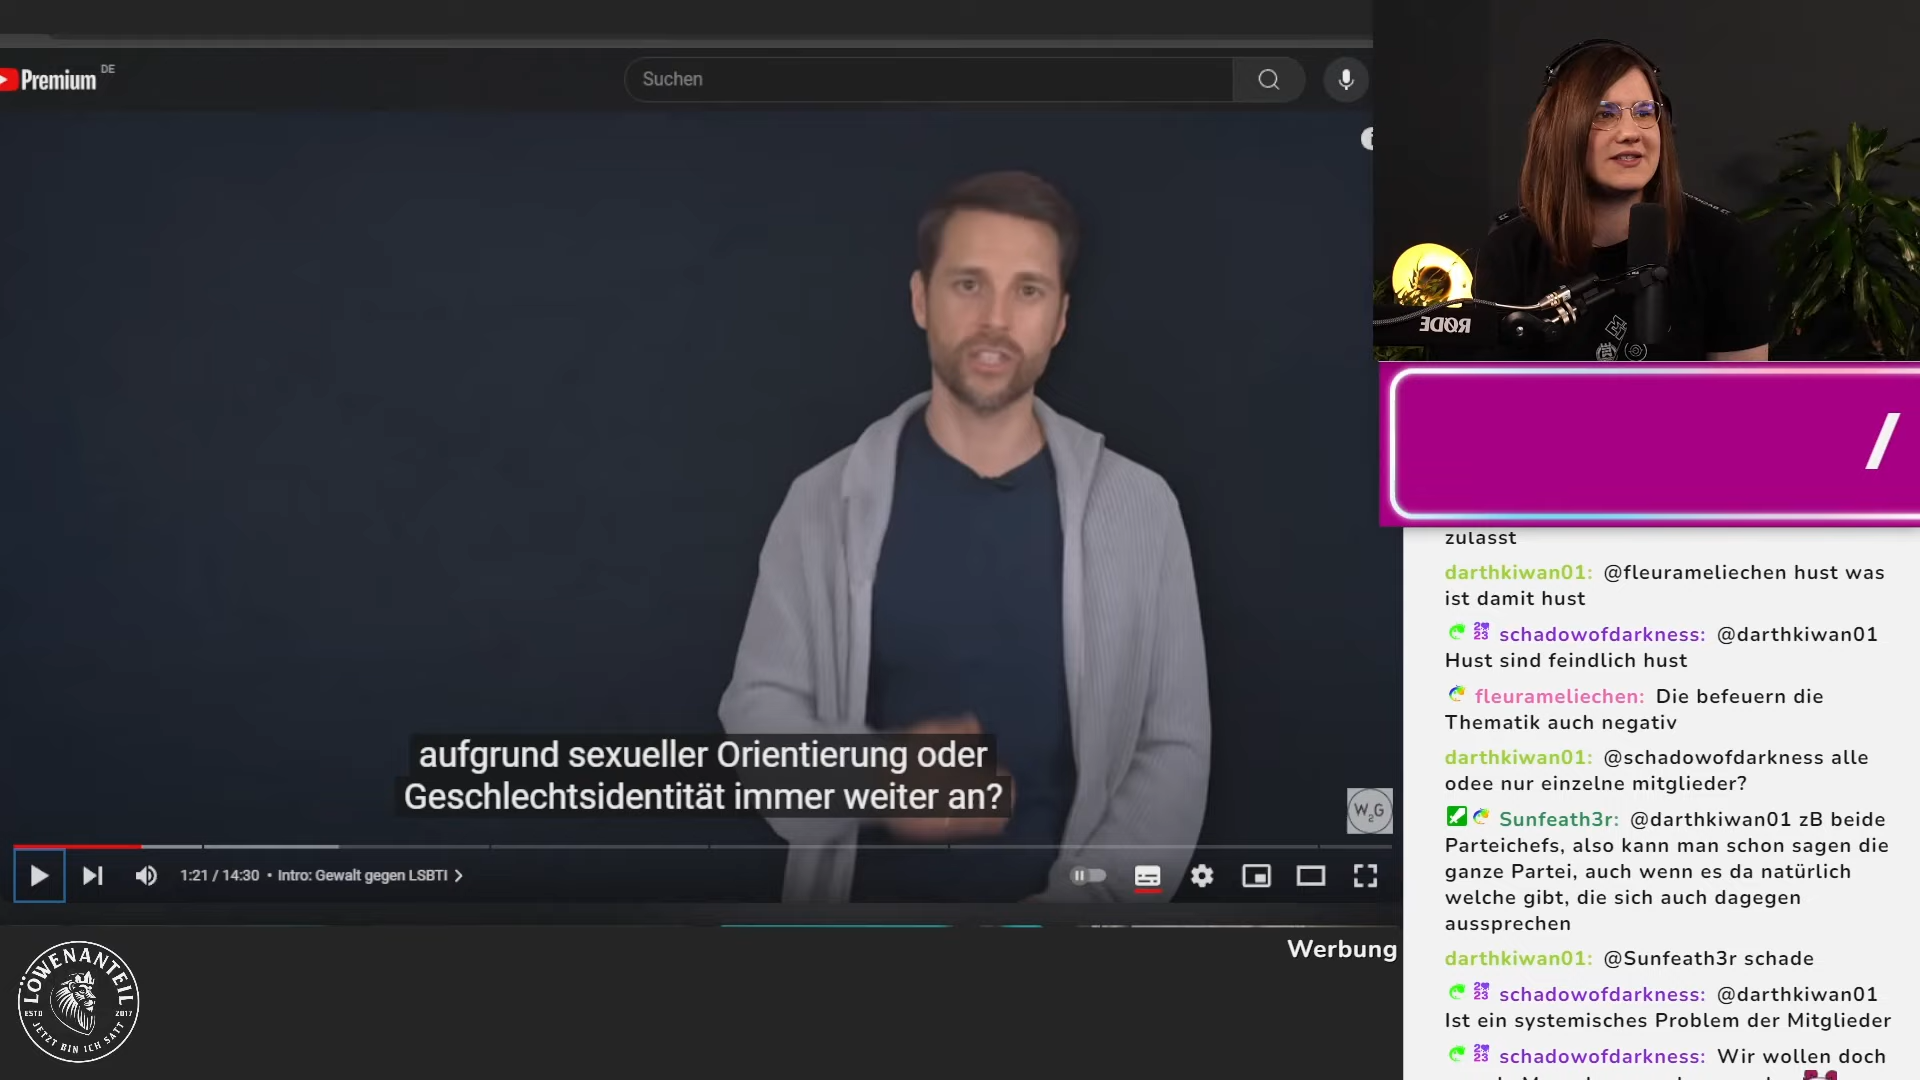 Premium DE
Suchen
RØDE
/
aufgrund sexueller Orientierung oder
Geschlechtsidentität immer weiter an?
W2G
1:21 / 14:30 • Intro: Gewalt gegen LSBTI
zulasst
darthkiwan01: @fleurameliechen hust was
ist damit hust
schadowofdarkness: @darthkiwan01
Hust sind feindlich hust
fleurameliechen: Die befeuern die
Thematik auch negativ
darthkiwan01: @schadowofdarkness alle
odee nur einzelne mitglieder?
Sunfeath3r: @darthkiwan01 zB beide
Parteichefs, also kann man schon sagen die
ganze Partei, auch wenn es da natürlich
welche gibt, die sich auch dagegen
aussprechen
darthkiwan01: @Sunfeath3r schade
schadowofdarkness: @darthkiwan01
Ist ein systemisches Problem der Mitglieder
schadowofdarkness: Wir wollen doch
Werbung
LÖWENANTEIL
ESTD 2017
JETZT BIN ICH SATT